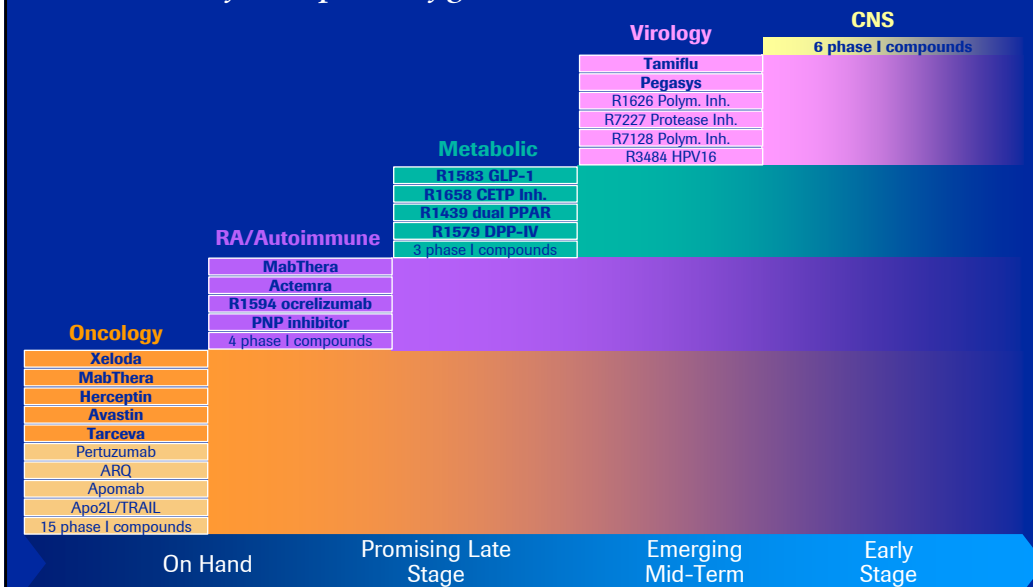 CNS
6 phase I compounds
Virology
Tamiflu
Pegasys
R1626 Polym. Inh.
R7227 Protease Inh.
R7128 Polym. Inh.
R3484 HPV16
Metabolic
R1583 GLP-1
R1658 CETP Inh.
R1439 dual PPAR
R1579 DPP-IV
3 phase I compounds
RA/Autoimmune
MabThera
Actemra
R1594 ocrelizumab
PNP inhibitor
4 phase I compounds
Oncology
Xeloda
MabThera
Herceptin
Avastin
Tarceva
Pertuzumab
ARQ
Apomab
Apo2L/TRAIL
15 phase I compounds
On Hand
Promising Late
Stage
Emerging
Mid-Term
Early
Stage